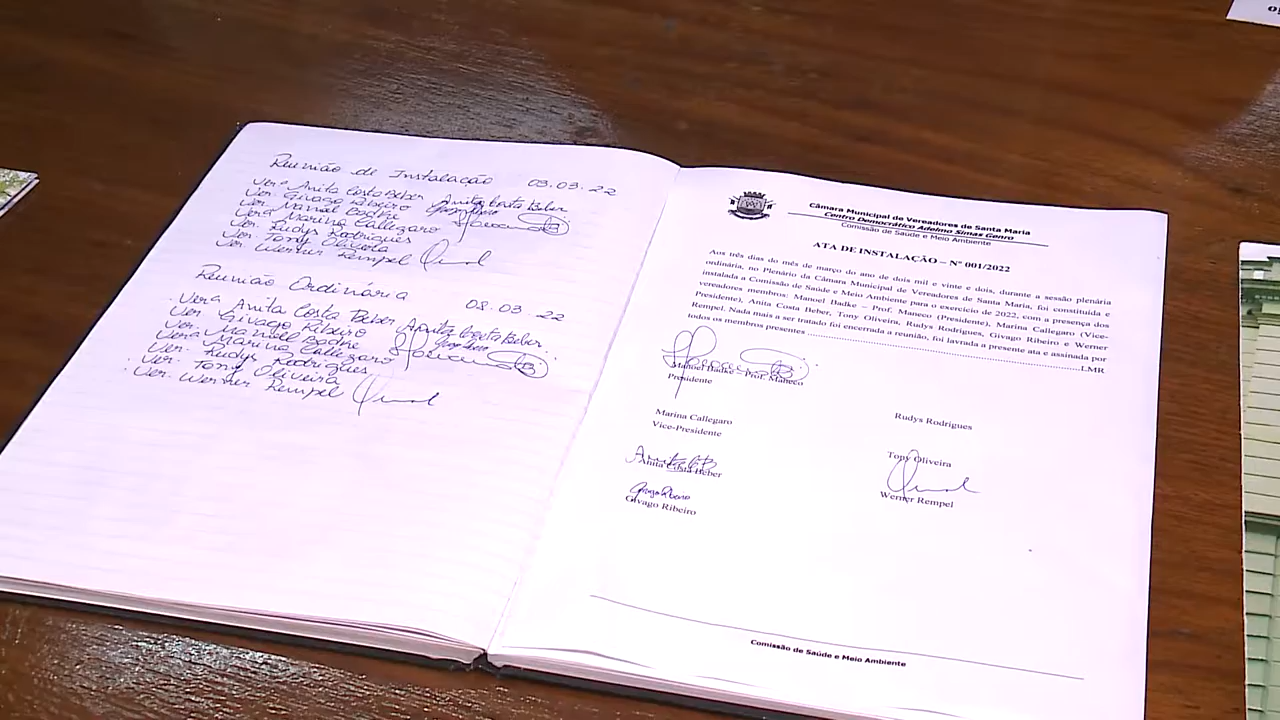 Reunião de Instalação 03.03.22
Ver. Anita Costa Beber Anita Costa Beber
Ver. Givago Ribeiro
Ver. Manoel Badke
Verª Marina Callegaro
Ver. Rudys Rodrigues
Ver. Tony Oliveira
Ver. Werner Rempel
Reunião Ordinária 08.03.22
Verª Anita Costa Beber Anita Costa Beber
Ver. Givago Ribeiro
Ver. Manoel Badke
Ver. Marina Callegaro
Ver. Rudys Rodrigues
Ver. Tony Oliveira
Ver. Werner Rempel
Câmara Municipal de Vereadores de Santa Maria
Centro Democrático Adelmo Simas Genro
Comissão de Saúde e Meio Ambiente
ATA DE INSTALAÇÃO – Nº 001/2022
Aos três dias do mês de março do ano de dois mil e vinte e dois, durante a sessão plenária
ordinária, no Plenário da Câmara Municipal de Vereadores de Santa Maria, foi constituída e
instalada a Comissão de Saúde e Meio Ambiente para o exercício de 2022, com a presença dos
vereadores membros: Manoel Badke – Prof. Maneco (Presidente), Marina Callegaro (Vice-
Presidente), Anita Costa Beber, Tony Oliveira, Rudys Rodrigues, Givago Ribeiro e Werner
Rempel. Nada mais a ser tratado foi encerrada a reunião, foi lavrada a presente ata e assinada por
todos os membros presentes ...........................................................................LMR
Manoel Badke – Prof. Maneco
Presidente
Marina Callegaro
Vice-Presidente
Rudys Rodrigues
Anita Costa Beber
Tony Oliveira
Givago Ribeiro
Werner Rempel
Comissão de Saúde e Meio Ambiente